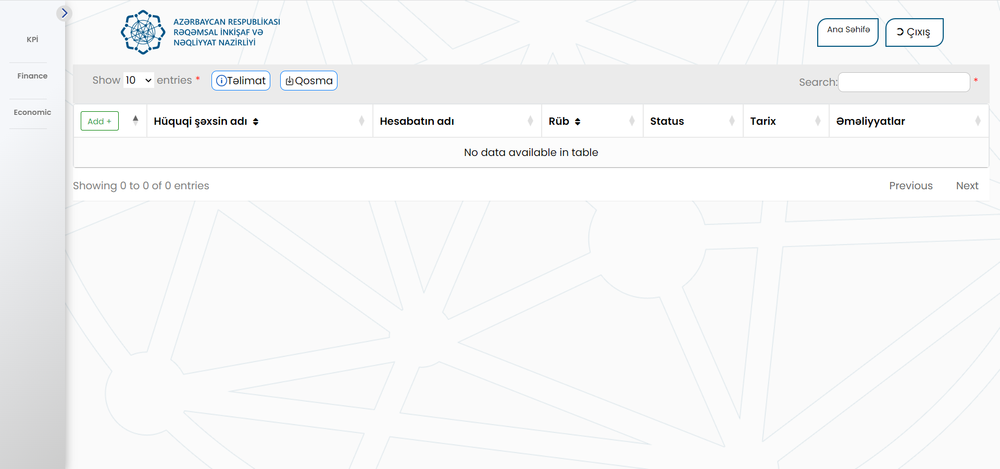 KPİ
Finance
Economic
AZƏRBAYCAN RESPUBLİKASI
RƏQƏMSAL İNKİŞAF VƏ
NƏQLİYYAT NAZİRLİYİ
Ana Səhifə
Çıxış
Show 10 entries *
Təlimat
Qosma
Search: *
Add +
Hüquqi şəxsin adı
Hesabatın adı
Rüb
Status
Tarix
Əməliyyatlar
No data available in table
Showing 0 to 0 of 0 entries
Previous
Next